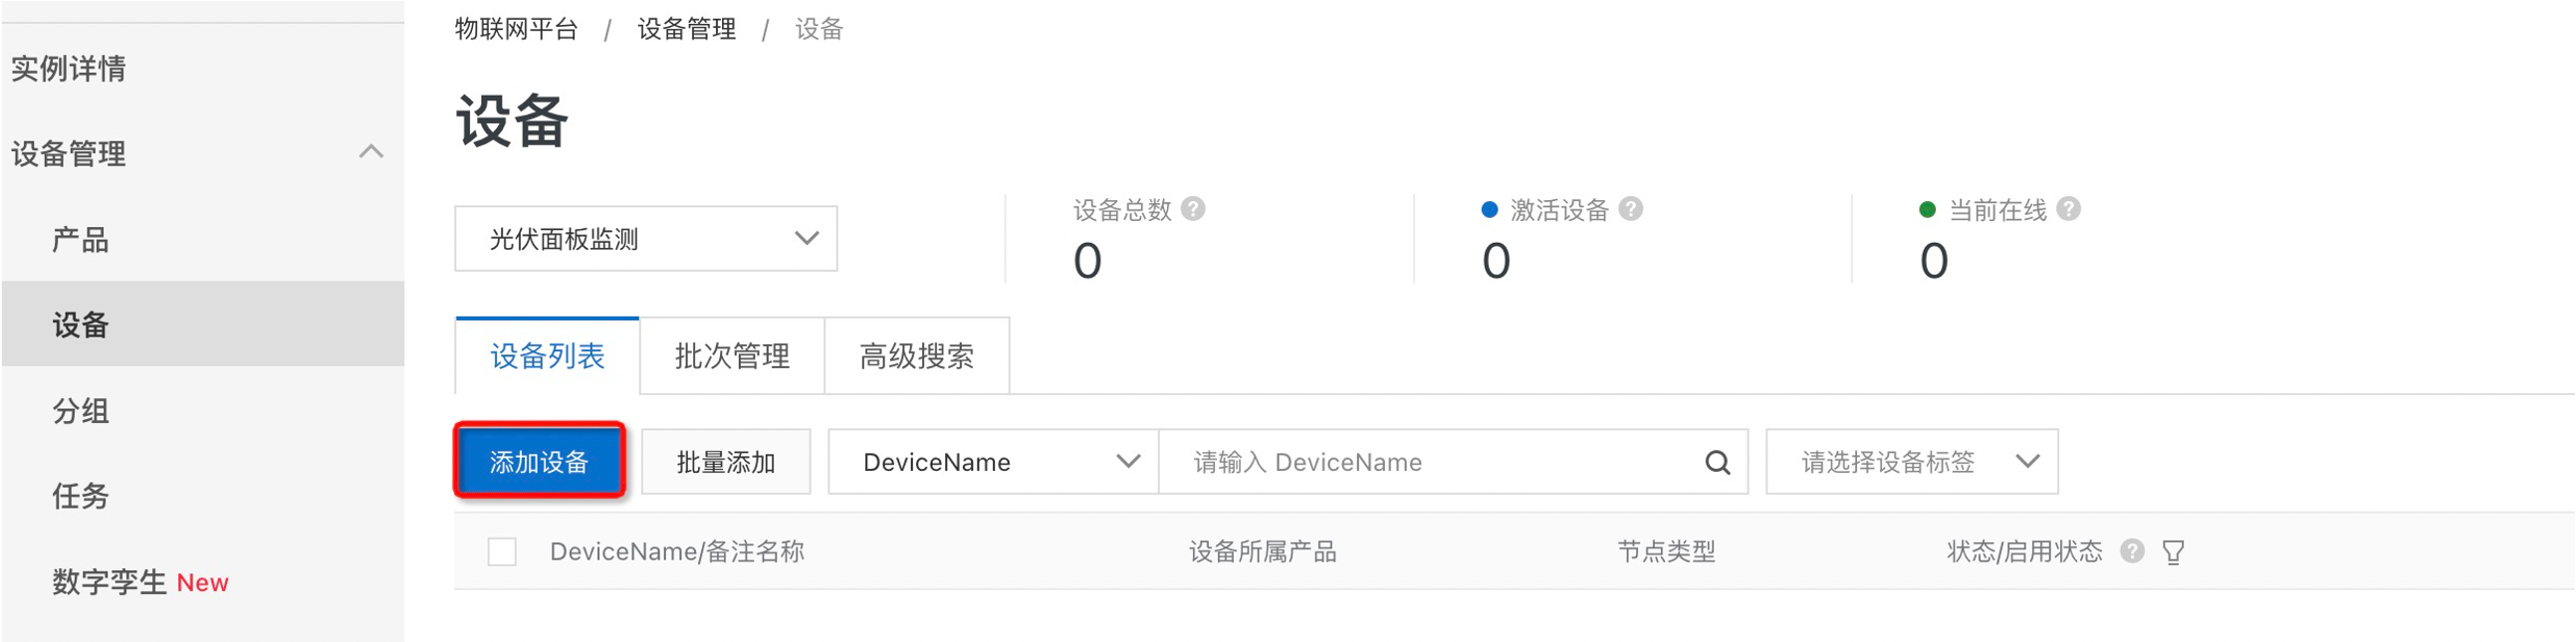 物联网平台 / 设备管理 / 设备
实例详情
设备管理
产品
设备
分组
任务
数字孪生 New
设备
光伏面板监测
设备总数 ?
0
激活设备 ?
0
当前在线 ?
0
设备列表 批次管理 高级搜索
添加设备 批量添加 DeviceName 请输入 DeviceName 请选择设备标签
DeviceName/备注名称 设备所属产品 节点类型 状态/启用状态 ?